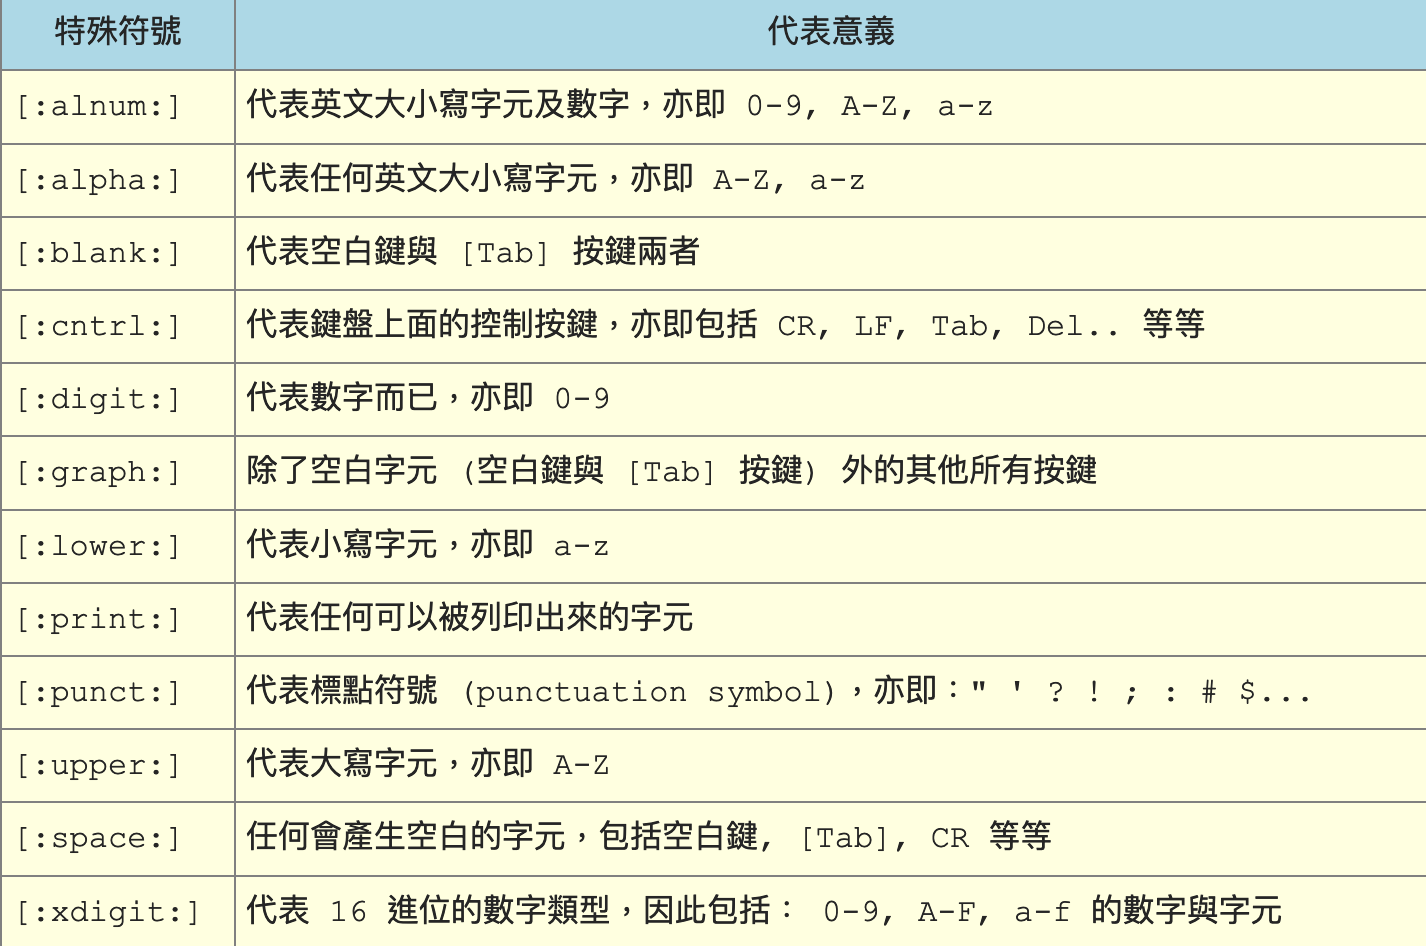 特殊符號 代表意義
[:alnum:] 代表英文大小寫字元及數字，亦即 0-9, A-Z, a-z
[:alpha:] 代表任何英文大小寫字元，亦即 A-Z, a-z
[:blank:] 代表空白鍵與 [Tab] 按鍵兩者
[:cntrl:] 代表鍵盤上面的控制按鍵，亦即包括 CR, LF, Tab, Del.. 等等
[:digit:] 代表數字而已，亦即 0-9
[:graph:] 除了空白字元 (空白鍵與 [Tab] 按鍵) 外的其他所有按鍵
[:lower:] 代表小寫字元，亦即 a-z
[:print:] 代表任何可以被列印出來的字元
[:punct:] 代表標點符號 (punctuation symbol)，亦即：" ' ? ! ; : # $...
[:upper:] 代表大寫字元，亦即 A-Z
[:space:] 任何會產生空白的字元，包括空白鍵, [Tab], CR 等等
[:xdigit:] 代表 16 進位的數字類型，因此包括： 0-9, A-F, a-f 的數字與字元